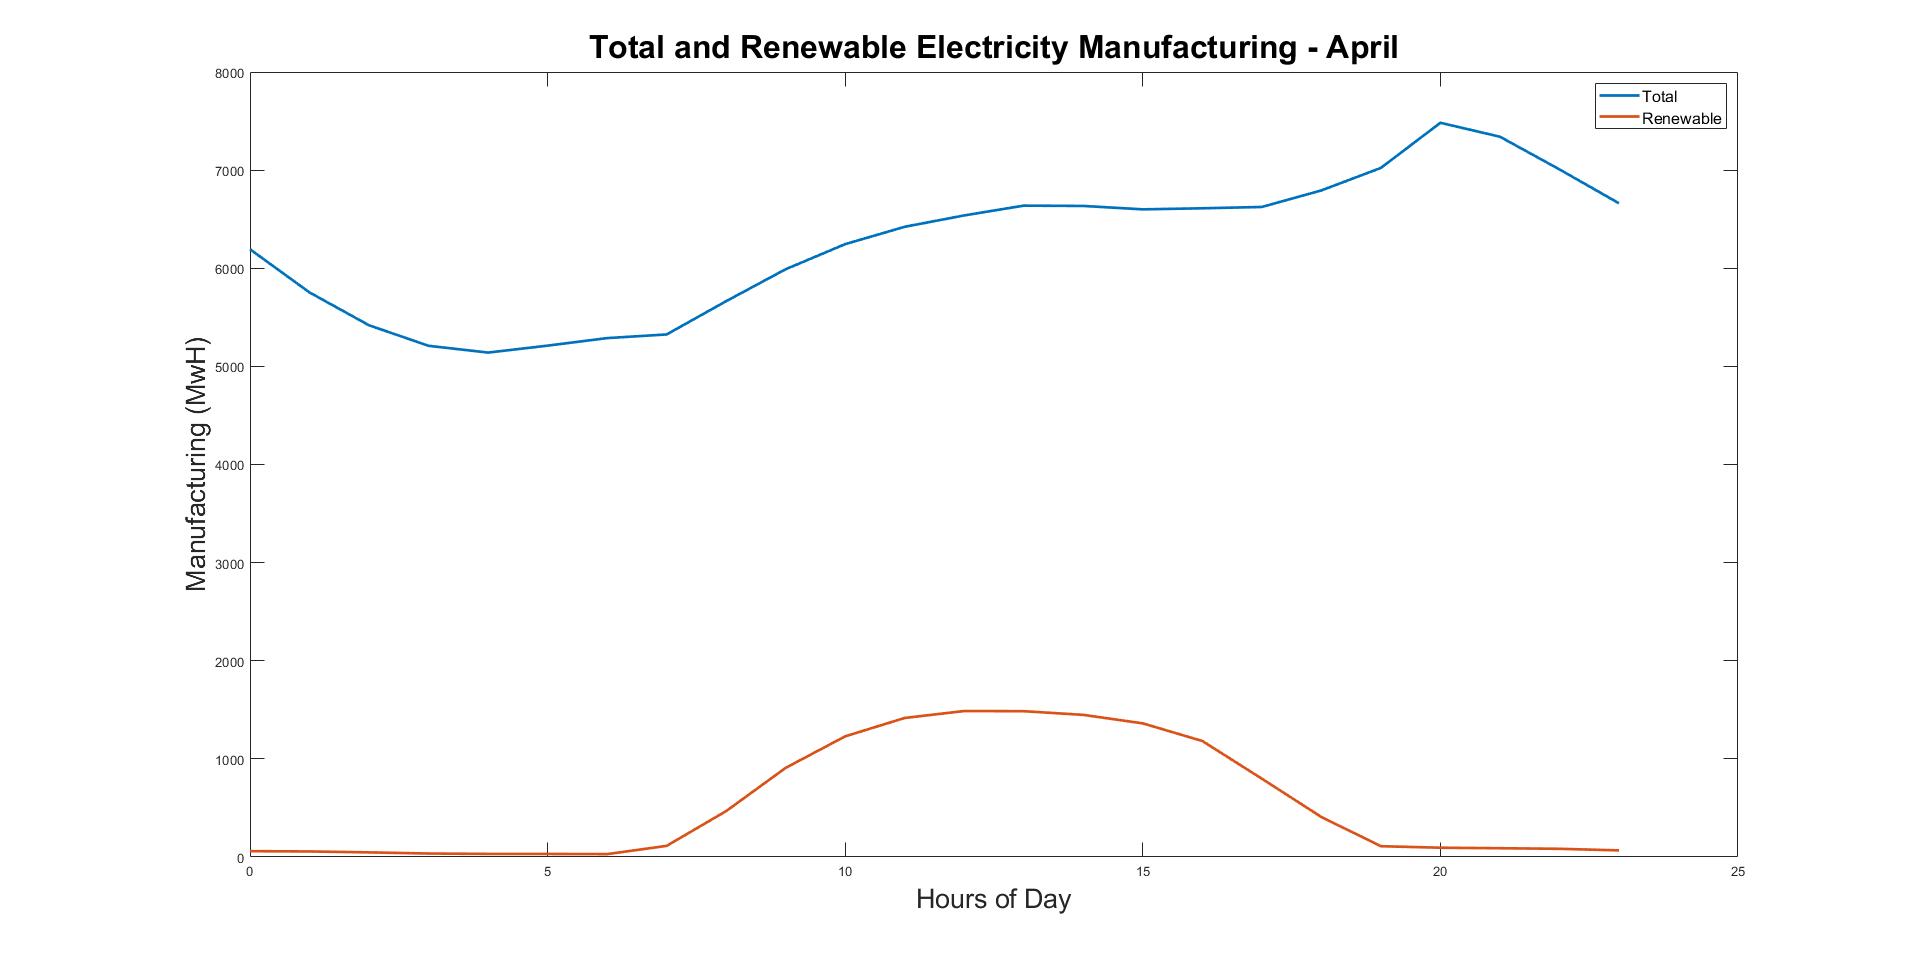 Total and Renewable Electricity Manufacturing - April
Total
Renewable
8000
7000
6000
5000
4000
3000
2000
1000
0
Manufacturing (MwH)
0 5 10 15 20 25
Hours of Day